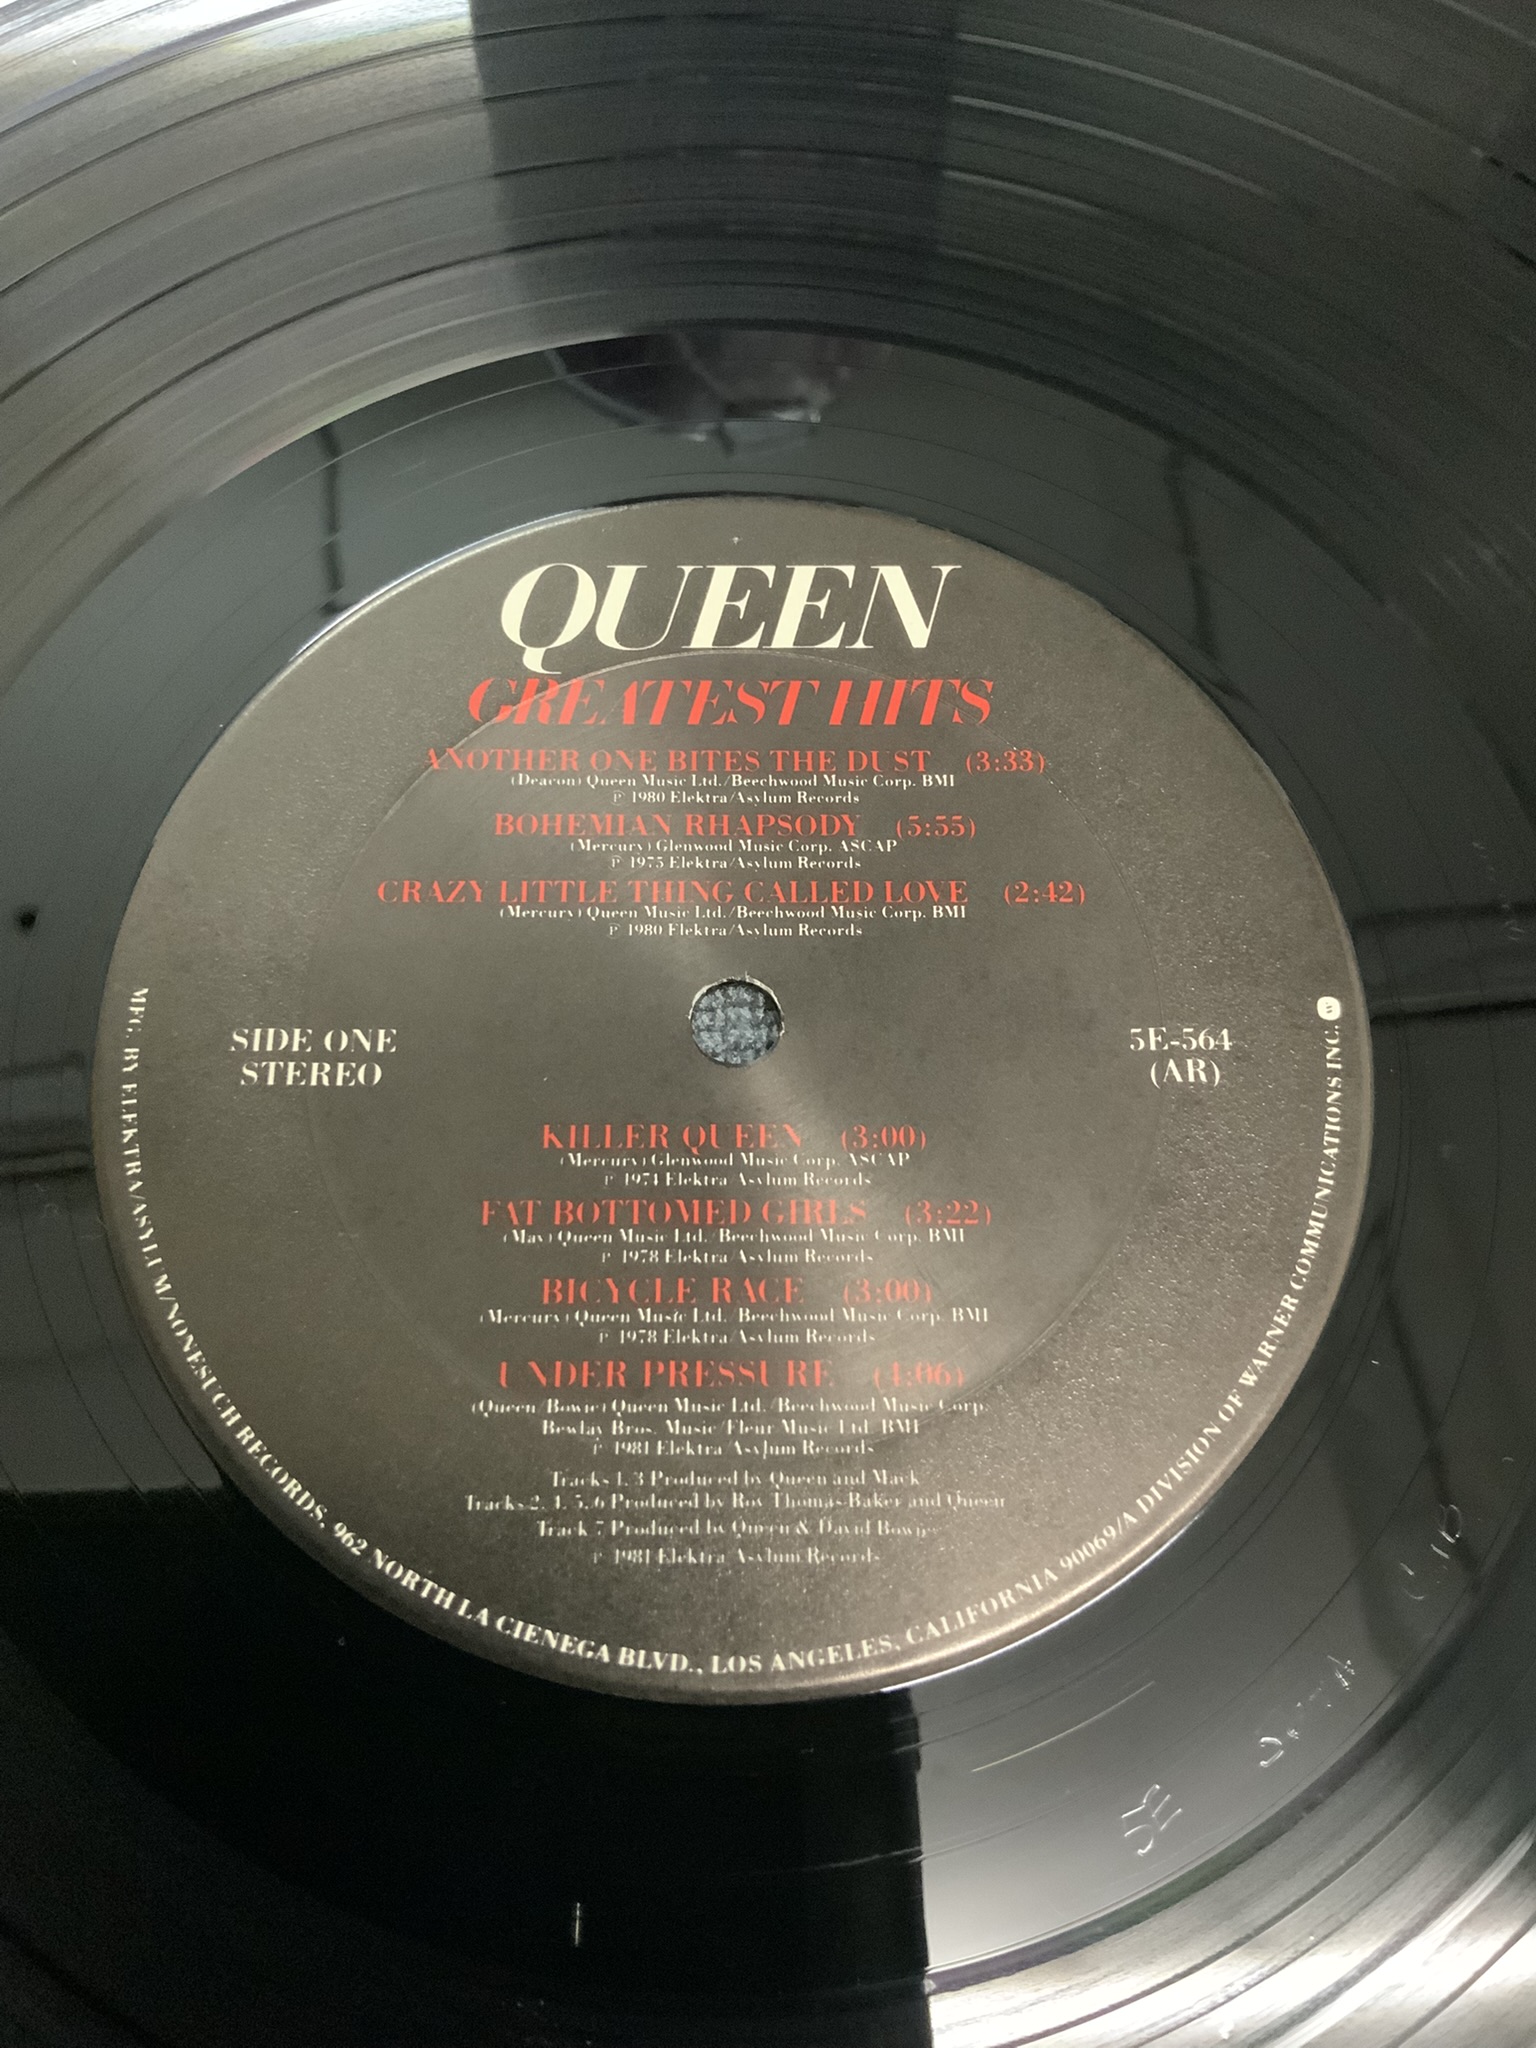 QUEEN
GREATEST HITS
ANOTHER ONE BITES THE DUST (3:33)
(Deacon) Queen Music Ltd./Beechwood Music Corp. BMI
℗ 1980 Elektra/Asylum Records
BOHEMIAN RHAPSODY (5:55)
(Mercury) Glenwood Music Corp. ASCAP
℗ 1975 Elektra/Asylum Records
CRAZY LITTLE THING CALLED LOVE (2:42)
(Mercury) Queen Music Ltd./Beechwood Music Corp. BMI
℗ 1980 Elektra/Asylum Records
SIDE ONE
STEREO
5E-564
(AR)
KILLER QUEEN (3:00)
(Mercury) Glenwood Music Corp. ASCAP
℗ 1974 Elektra/Asylum Records
FAT BOTTOMED GIRLS (3:22)
(May) Queen Music Ltd./Beechwood Music Corp. BMI
℗ 1978 Elektra/Asylum Records
BICYCLE RACE (3:00)
(Mercury) Queen Music Ltd./Beechwood Music Corp. BMI
℗ 1978 Elektra/Asylum Records
UNDER PRESSURE (4:06)
(Queen/Bowie) Queen Music Ltd./Beechwood Music Corp.
Bewlay Bros. Music/Fleur Music Ltd. BMI
℗ 1981 Elektra/Asylum Records
Tracks 1, 3 Produced by Queen and Mack
Tracks 2, 4, 5, 6 Produced by Roy Thomas Baker and Queen
Track 7 Produced by Queen & David Bowie
℗ 1981 Elektra/Asylum Records
MFG. BY ELEKTRA/ASYLUM/NONESUCH RECORDS, 962 NORTH LA CIENEGA BLVD., LOS ANGELES, CALIFORNIA 90069/A DIVISION OF WARNER COMMUNICATIONS INC. W
5E